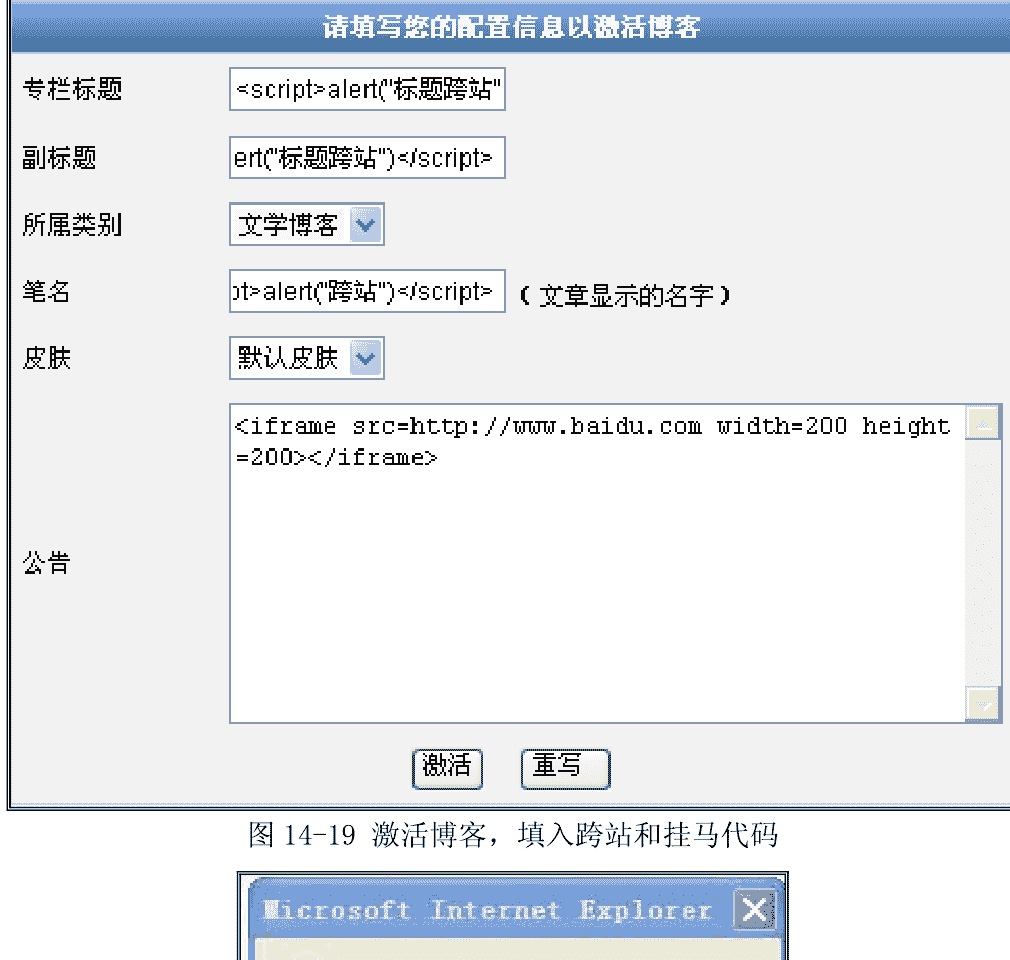 请填写您的配置信息以激活博客
专栏标题 <script>alert("标题跨站"
副标题 ert("标题跨站")</script>
所属类别 文学博客
笔名 ot>alert("跨站")</script> (文章显示的名字)
皮肤 默认皮肤
<iframe src=http://www.baidu.com width=200 height
=200></iframe>
公告
激活 重写
图 14-19 激活博客，填入跨站和挂马代码
Microsoft Internet Explorer